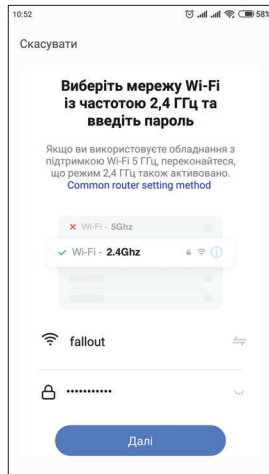 10:52 58%
Скасувати
Виберіть мережу Wi-Fi
із частотою 2,4 ГГц та
введіть пароль
Якщо ви використовуєте обладнання з
підтримкою Wi-Fi 5 ГГц, переконайтеся,
що режим 2,4 ГГц також активовано.
Common router setting method
Wi-Fi - 5Ghz
Wi-Fi - 2.4Ghz
fallout
•••••••••••
Далі